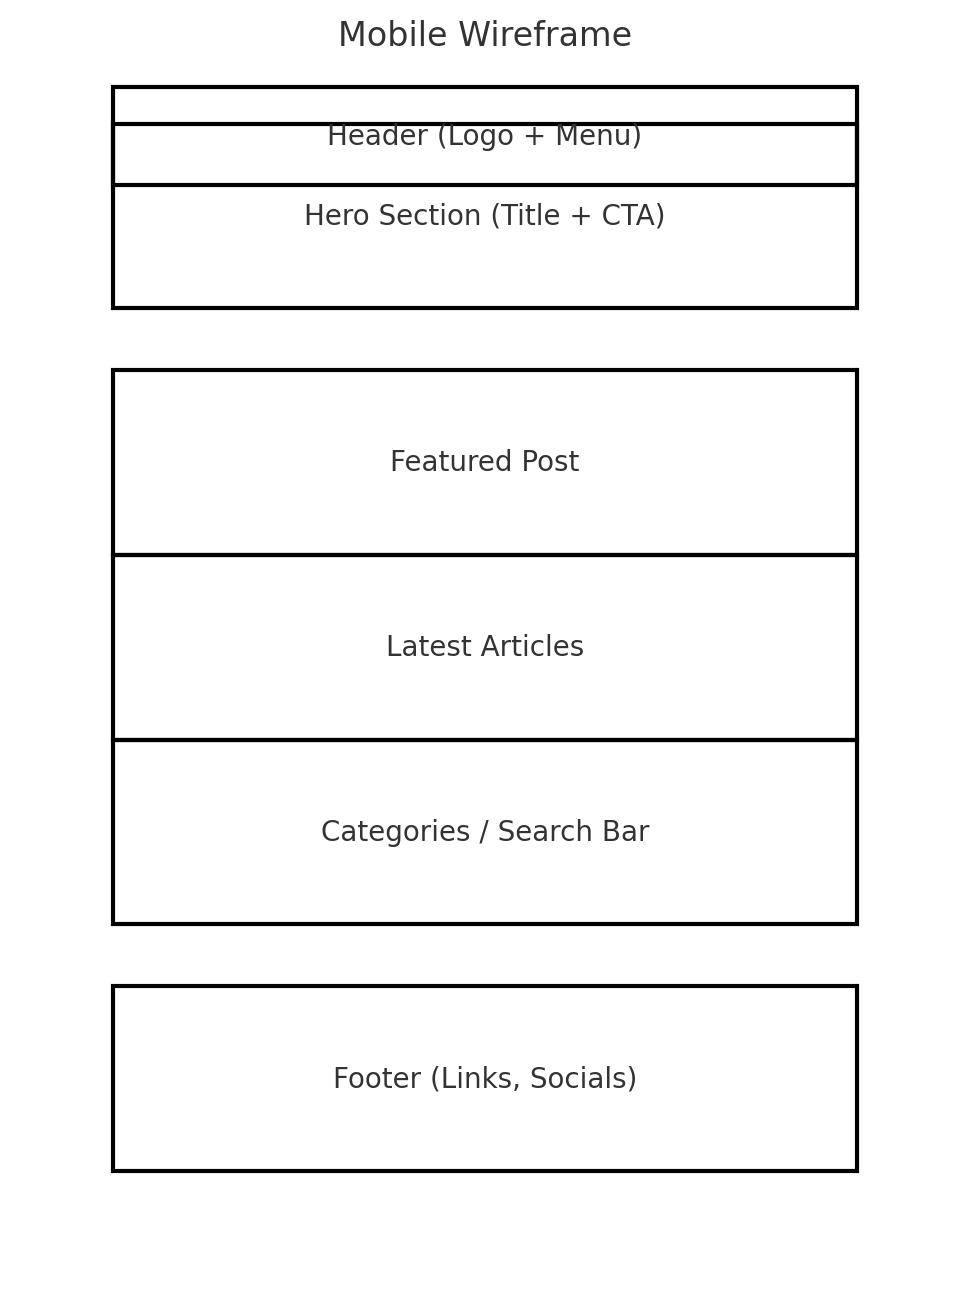 Mobile Wireframe
Header (Logo + Menu)
Hero Section (Title + CTA)
Featured Post
Latest Articles
Categories / Search Bar
Footer (Links, Socials)